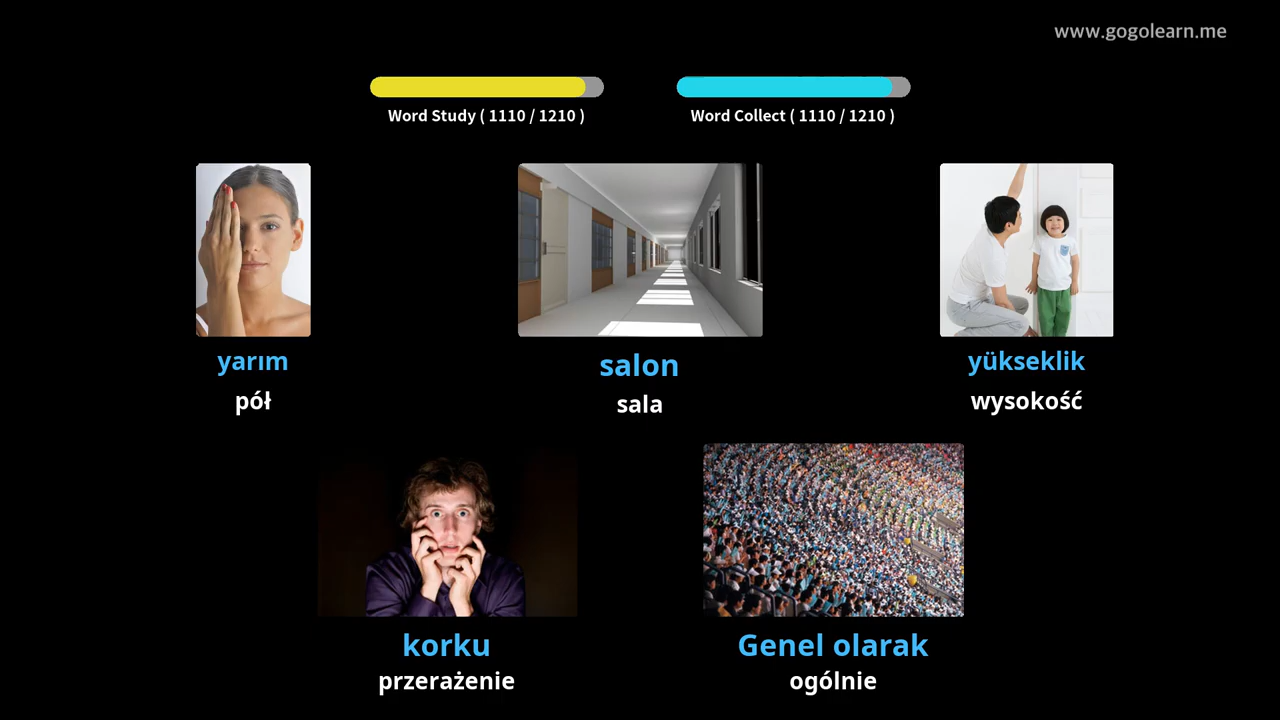 www.gogolearn.me
Word Study ( 1110 / 1210 )
Word Collect ( 1110 / 1210 )
yarım
pół
salon
sala
yükseklik
wysokość
korku
przerażenie
Genel olarak
ogólnie